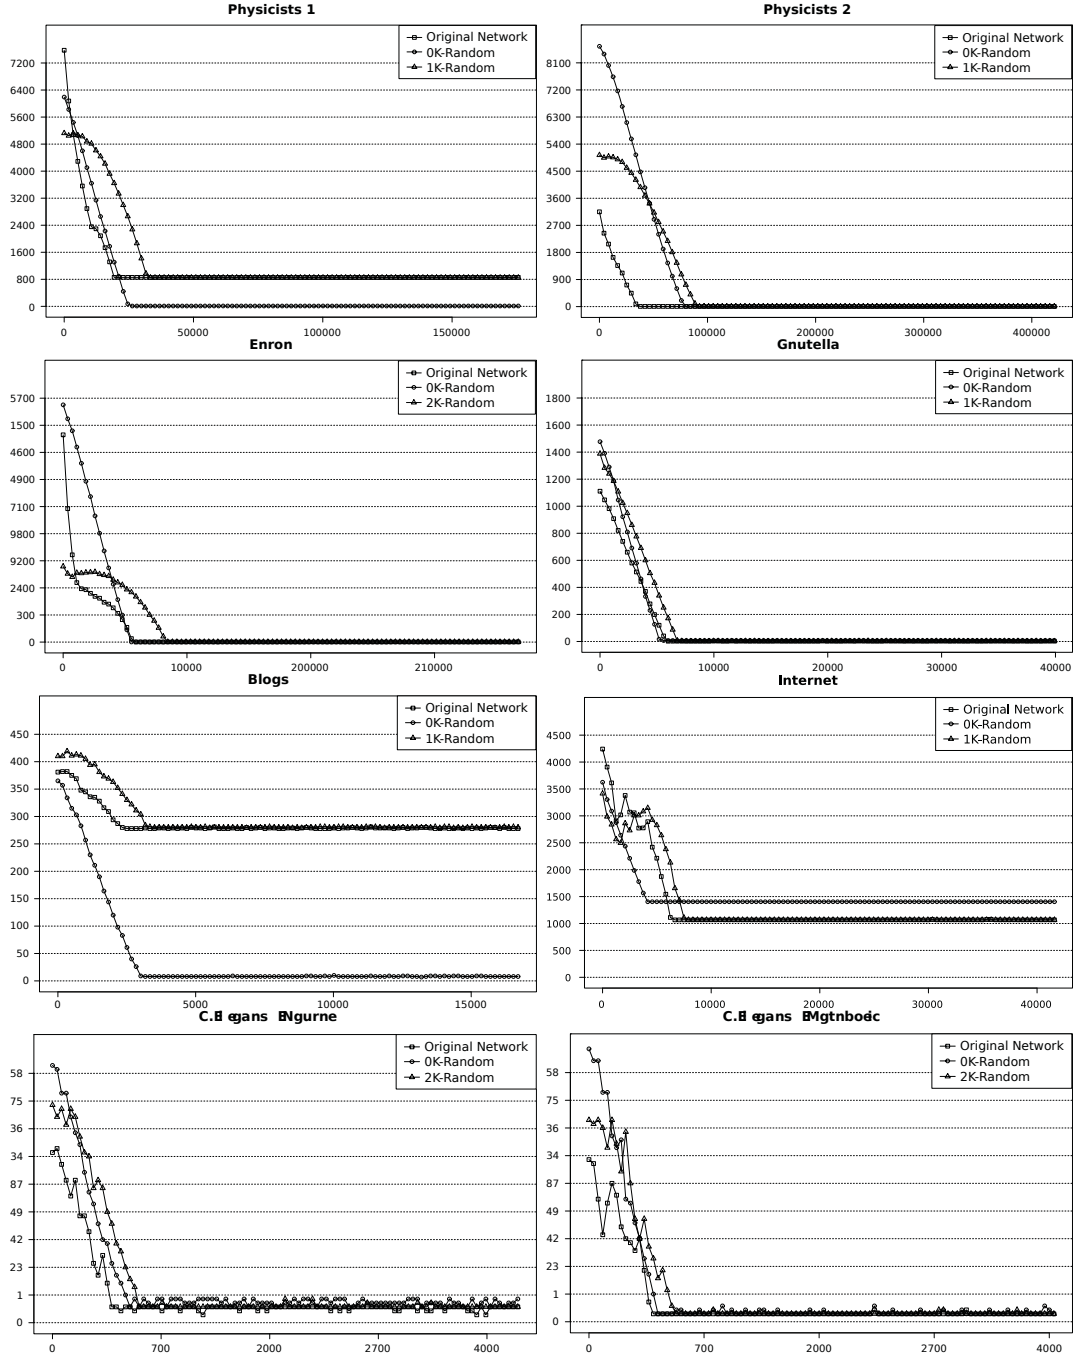 Physicists 1
Original Network
0K-Random
1K-Random
7200
6400
5600
4800
4000
3200
2400
1600
800
0
0 50000 100000 150000
Physicists 2
Original Network
0K-Random
1K-Random
8100
7200
6300
5400
4500
3600
2700
1800
900
0
0 100000 200000 300000 400000
Enron
Original Network
0K-Random
2K-Random
5700
1500
4600
4900
7100
9800
9200
2400
300
0
0 10000 200000 210000
Gnutella
Original Network
0K-Random
1K-Random
1800
1600
1400
1200
1000
800
600
400
200
0
0 10000 20000 30000 40000
Blogs
Original Network
0K-Random
1K-Random
450
400
350
300
250
200
150
100
50
0
0 5000 10000 15000
Internet
Original Network
0K-Random
1K-Random
4500
4000
3500
3000
2500
2000
1500
1000
500
0
0 10000 20000 30000 40000
Original Network
0K-Random
2K-Random
58
75
36
34
87
49
42
23
1
0
0 700 2000 2700 4000
Original Network
0K-Random
2K-Random
58
75
36
34
87
49
42
23
1
0
0 700 2000 2700 4000